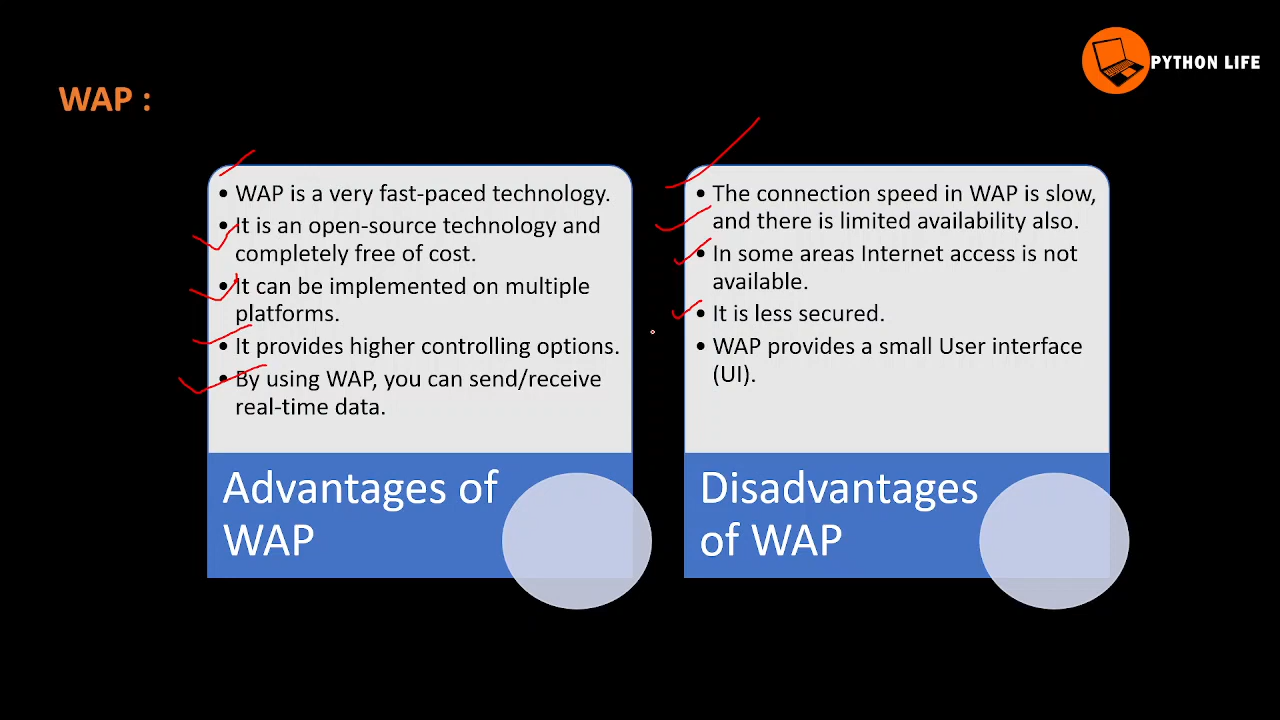 PYTHON LIFE
WAP :
• WAP is a very fast-paced technology.
• It is an open-source technology and
completely free of cost.
• It can be implemented on multiple
platforms.
• It provides higher controlling options.
• By using WAP, you can send/receive
real-time data.
Advantages of
WAP
• The connection speed in WAP is slow,
and there is limited availability also.
• In some areas Internet access is not
available.
• It is less secured.
• WAP provides a small User interface
(UI).
Disadvantages
of WAP